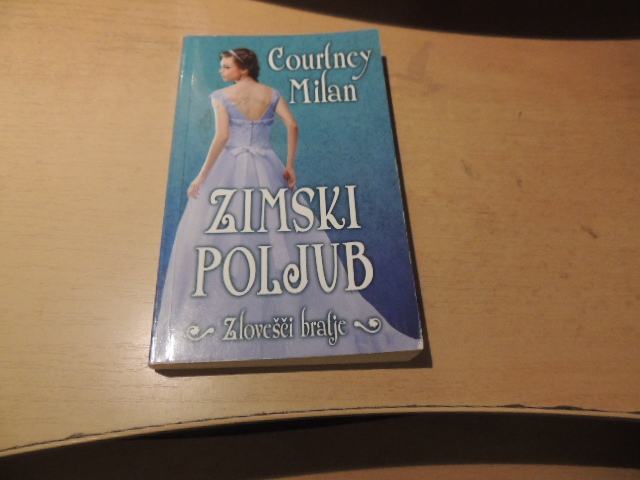 Courtney
Milan
ZIMSKI
POLJUB
Zlovešči bratje